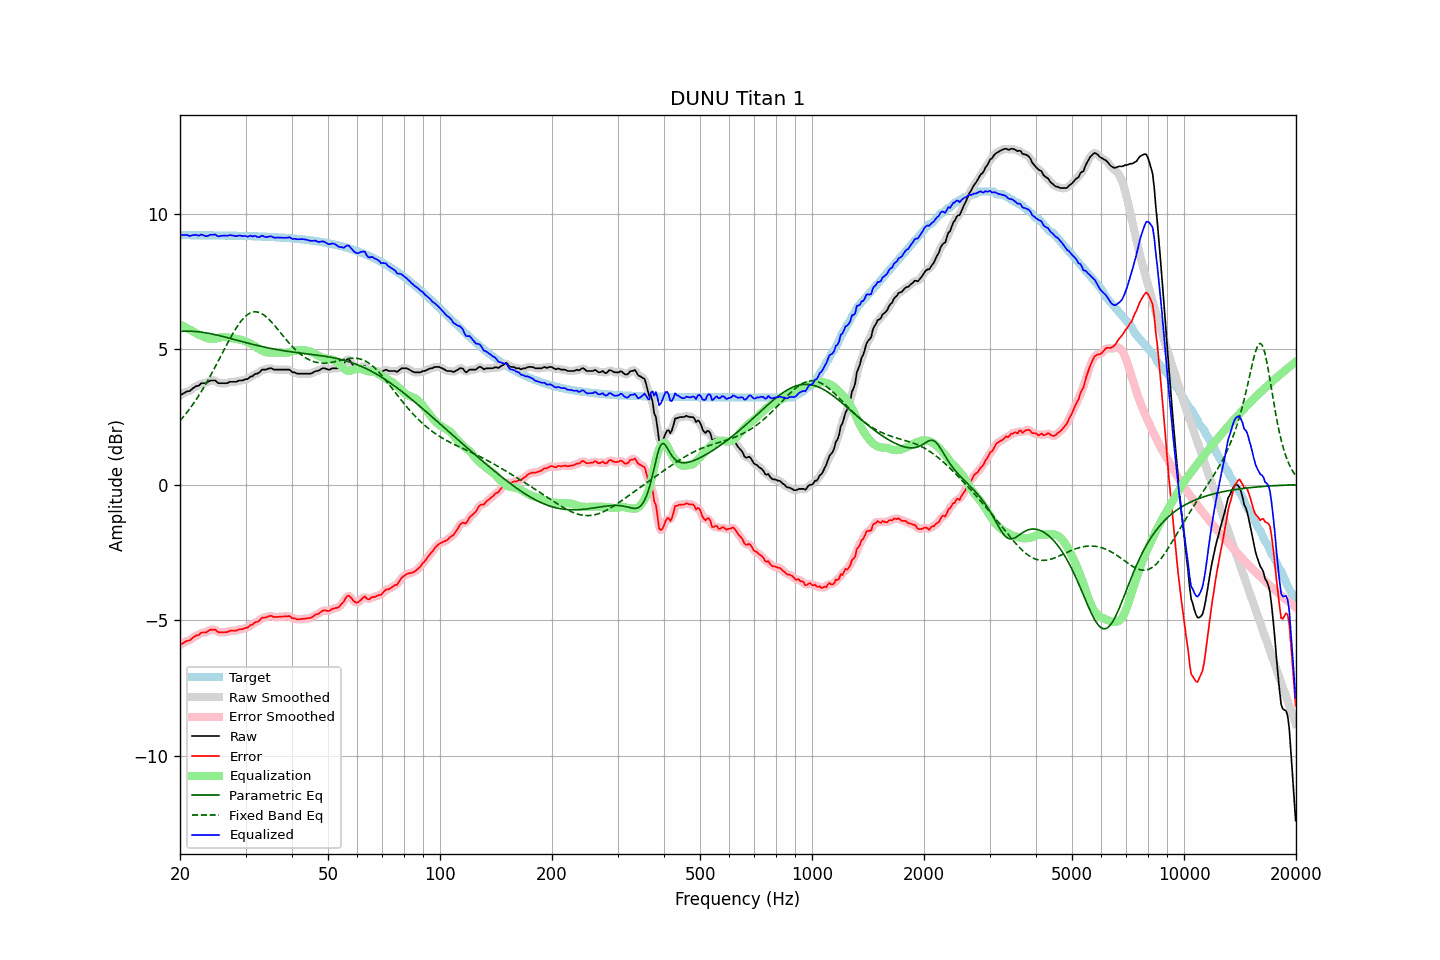 DUNU Titan 1
Amplitude (dBr)
10
5
0
−5
−10
Target
Raw Smoothed
Error Smoothed
Raw
Error
Equalization
Parametric Eq
Fixed Band Eq
Equalized
20 50 100 200 500 1000 2000 5000 10000 20000
Frequency (Hz)